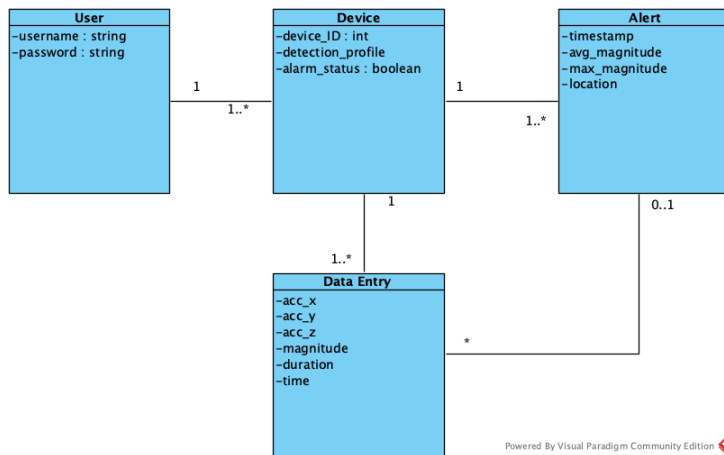 User
-username : string
-password : string
Device
-device_ID : int
-detection_profile
-alarm_status : boolean
Alert
-timestamp
-avg_magnitude
-max_magnitude
-location
1
1..*
1
1..*
1
1..*
0..1
*
Data Entry
-acc_x
-acc_y
-acc_z
-magnitude
-duration
-time
Powered By Visual Paradigm Community Edition